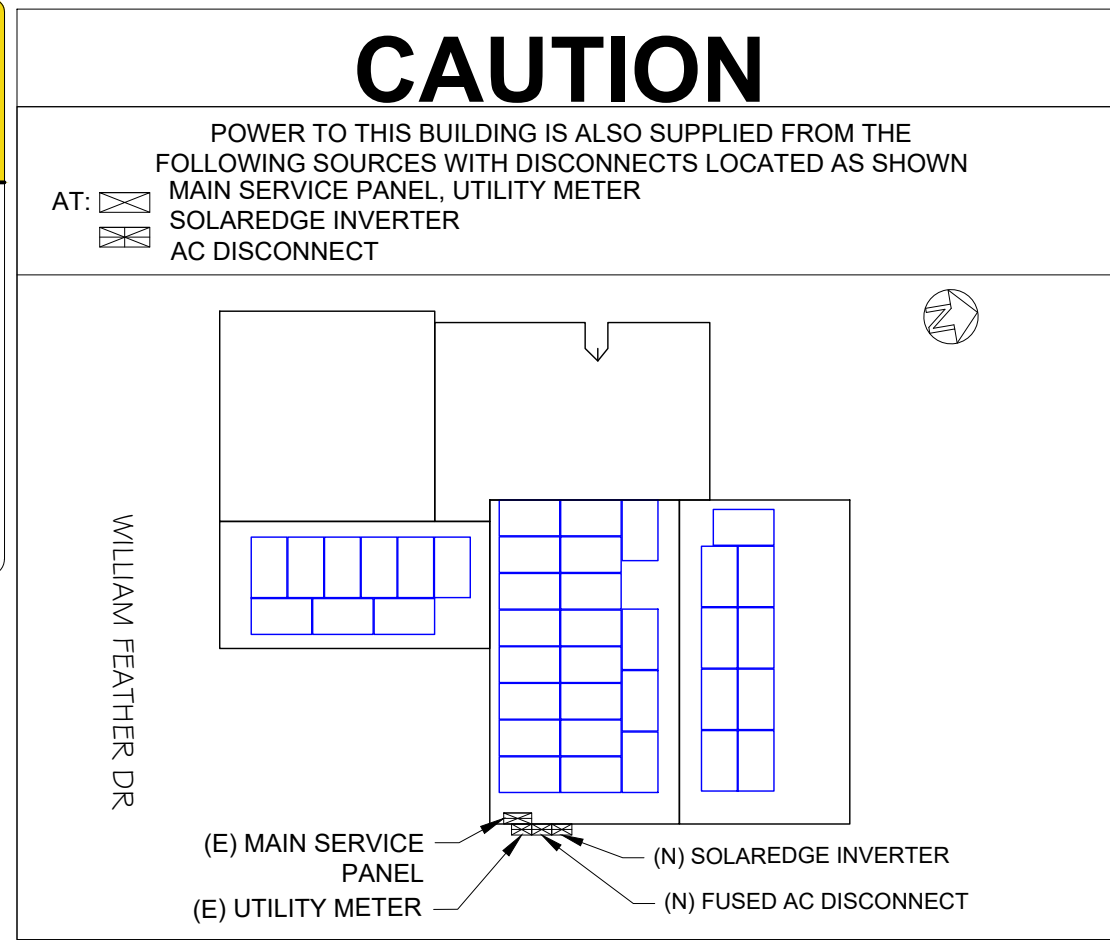 CAUTION
POWER TO THIS BUILDING IS ALSO SUPPLIED FROM THE
FOLLOWING SOURCES WITH DISCONNECTS LOCATED AS SHOWN
AT: MAIN SERVICE PANEL, UTILITY METER
SOLAREDGE INVERTER
AC DISCONNECT
N
WILLIAM FEATHER DR
(E) MAIN SERVICE
PANEL
(E) UTILITY METER
(N) SOLAREDGE INVERTER
(N) FUSED AC DISCONNECT